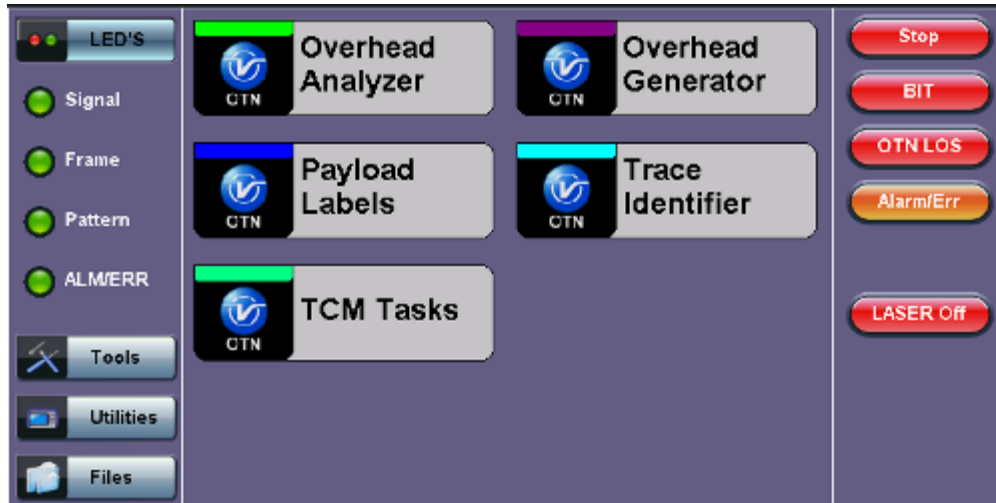 LED'S
Signal
Frame
Pattern
ALM/ERR
Tools
Utilities
Files
OTN
Overhead
Analyzer
OTN
Overhead
Generator
OTN
Payload
Labels
OTN
Trace
Identifier
OTN
TCM Tasks
Stop
BIT
OTN LOS
Alarm/Err
LASER Off